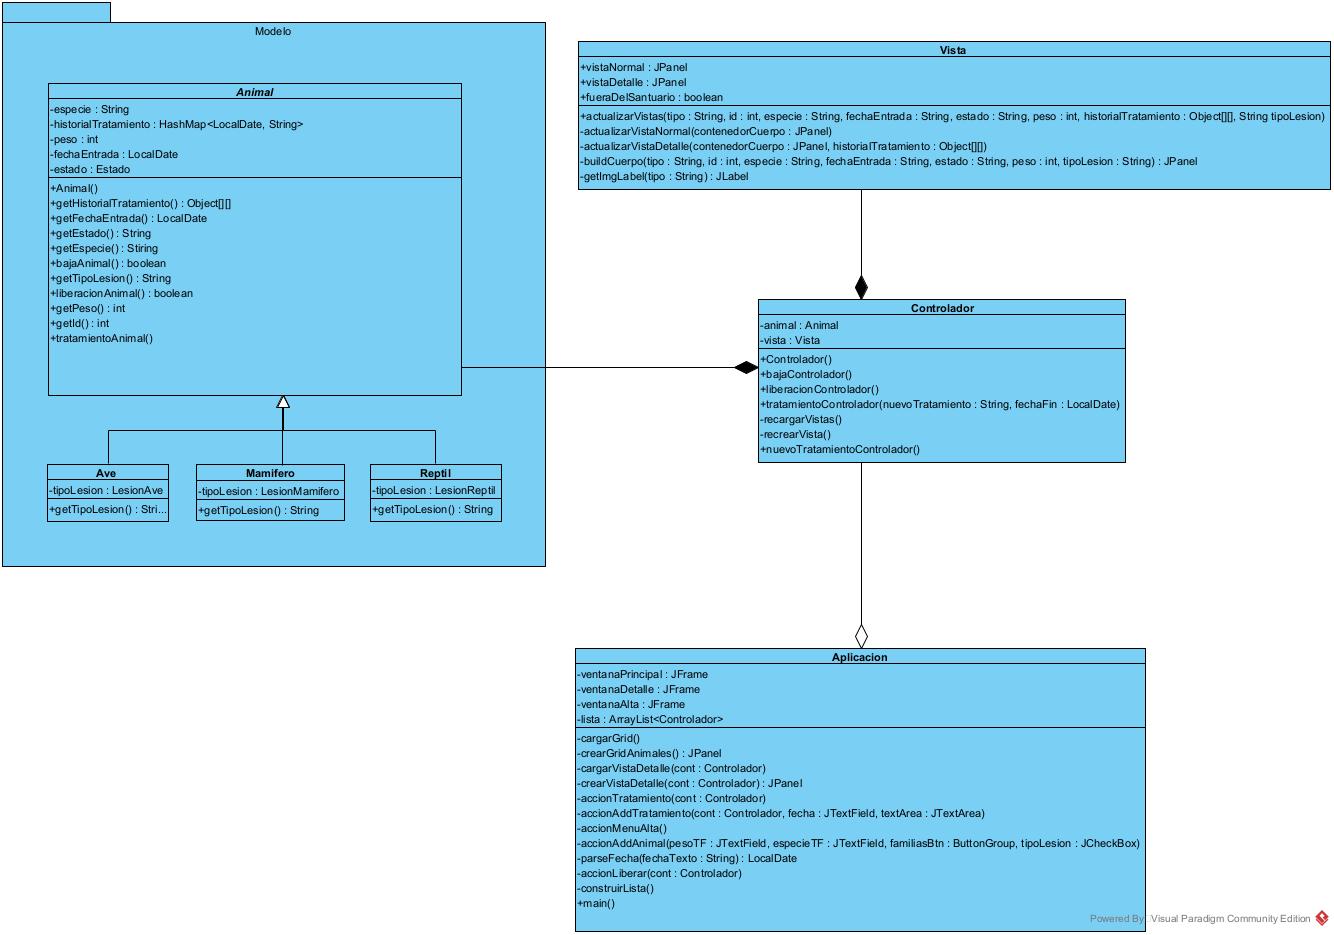 Modelo
Animal
-especie : String
-historialTratamiento : HashMap<LocalDate, String>
-peso : int
-fechaEntrada : LocalDate
-estado : Estado
+Animal()
+getHistorialTratamiento() : Object[][]
+getFechaEntrada() : LocalDate
+getEstado() : String
+getEspecie() : Stiring
+bajaAnimal() : boolean
+getTipoLesion() : String
+liberacionAnimal() : boolean
+getPeso() : int
+getId() : int
+tratamientoAnimal()
Ave
-tipoLesion : LesionAve
+getTipoLesion() : Stri...
Mamifero
-tipoLesion : LesionMamifero
+getTipoLesion() : String
Reptil
-tipoLesion : LesionReptil
+getTipoLesion() : String
Vista
+vistaNormal : JPanel
+vistaDetalle : JPanel
+fueraDelSantuario : boolean
+actualizarVistas(tipo : String, id : int, especie : String, fechaEntrada : String, estado : String, peso : int, historialTratamiento : Object[][], String tipoLesion)
-actualizarVistaNormal(contenedorCuerpo : JPanel)
-actualizarVistaDetalle(contenedorCuerpo : JPanel, historialTratamiento : Object[][])
-buildCuerpo(tipo : String, id : int, especie : String, fechaEntrada : String, estado : String, peso : int, tipoLesion : String) : JPanel
-getImgLabel(tipo : String) : JLabel
Controlador
-animal : Animal
-vista : Vista
+Controlador()
+bajaControlador()
+liberacionControlador()
+tratamientoControlador(nuevoTratamiento : String, fechaFin : LocalDate)
-recargarVistas()
-recrearVista()
+nuevoTratamientoControlador()
Aplicacion
-ventanaPrincipal : JFrame
-ventanaDetalle : JFrame
-ventanaAlta : JFrame
-lista : ArrayList<Controlador>
-cargarGrid()
-crearGridAnimales() : JPanel
-cargarVistaDetalle(cont : Controlador)
-crearVistaDetalle(cont : Controlador) : JPanel
-accionTratamiento(cont : Controlador)
-accionAddTratamiento(cont : Controlador, fecha : JTextField, textArea : JTextArea)
-accionMenuAlta()
-accionAddAnimal(pesoTF : JTextField, especieTF : JTextField, familiasBtn : ButtonGroup, tipoLesion : JCheckBox)
-parseFecha(fechaTexto : String) : LocalDate
-accionLiberar(cont : Controlador)
-construirLista()
+main()
Powered By Visual Paradigm Community Edition